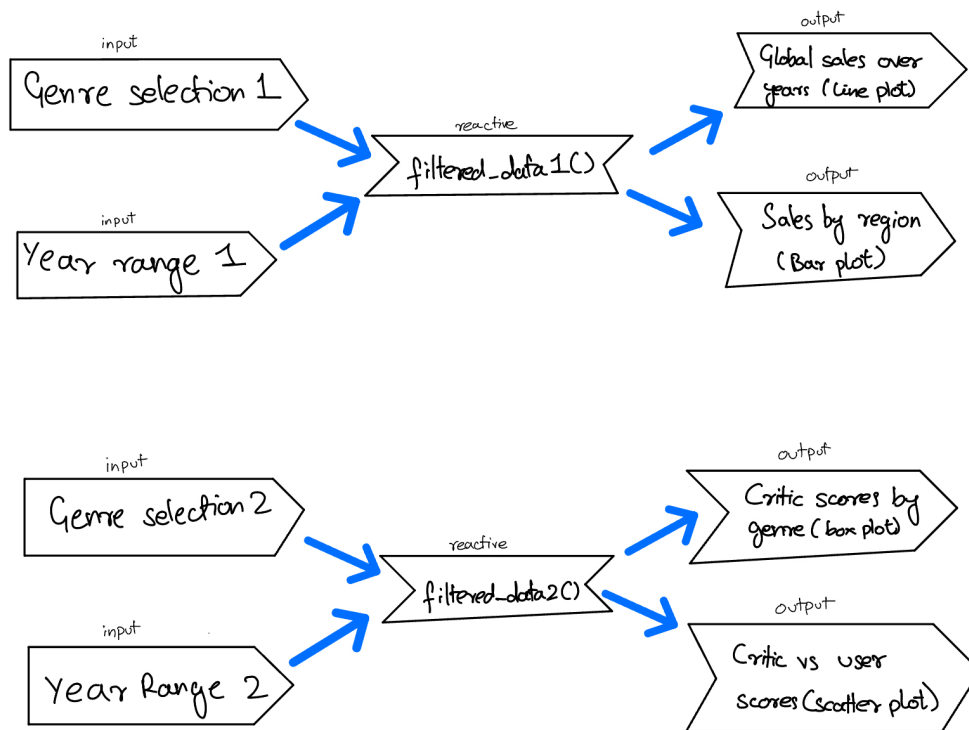 input
Genre selection 1
input
Year range 1
reactive
filtered_data1()
output
Global sales over
years (line plot)
output
Sales by region
(Bar plot)
input
Genre selection2
input
Year Range 2
reactive
filtered_data2()
output
Critic scores by
genre (box plot)
output
Critic vs user
scores (scatter plot)